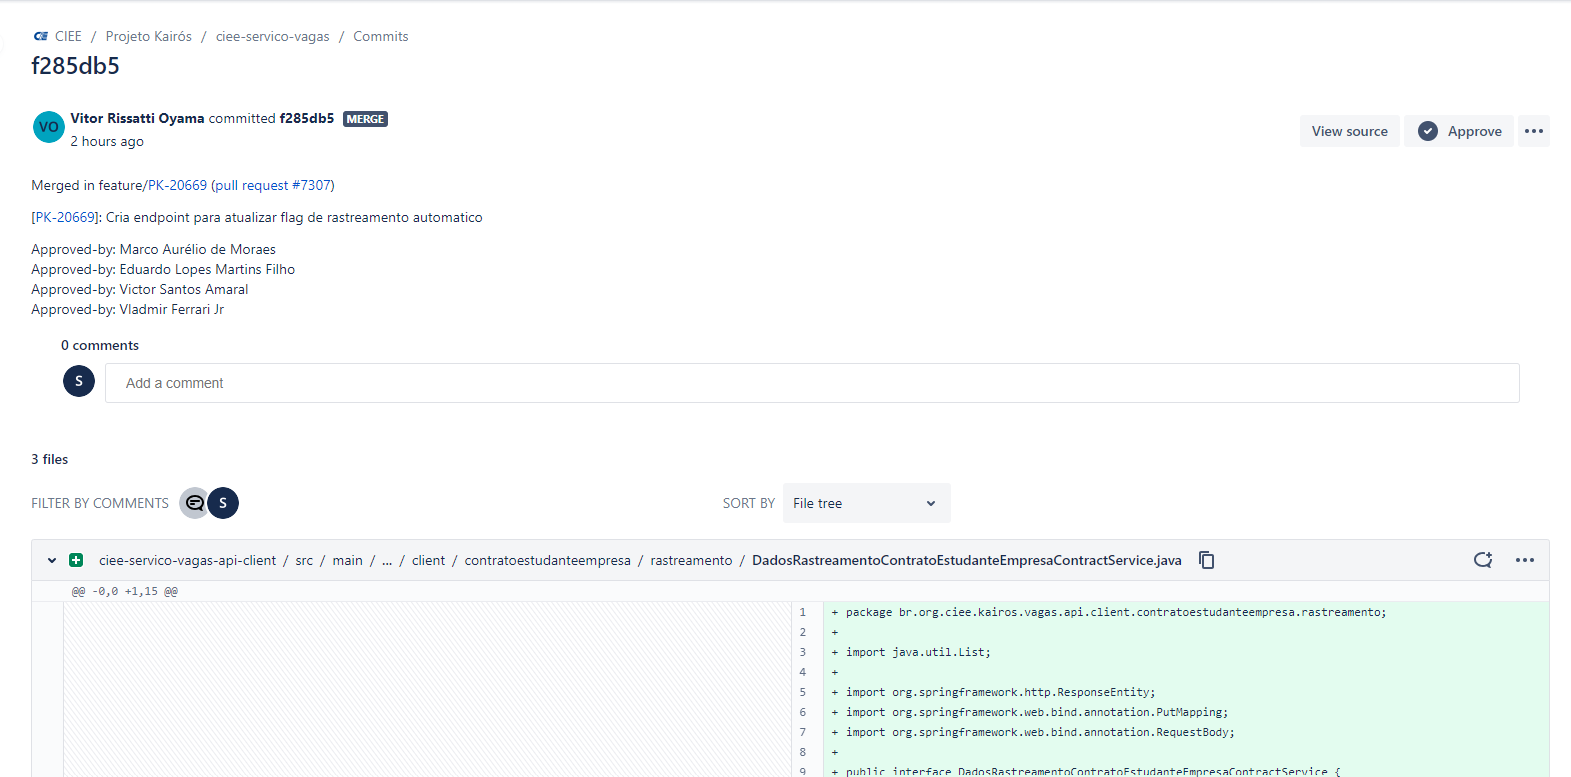 CIEE / Projeto Kairós / ciee-servico-vagas / Commits
f285db5
VO
Vitor Rissatti Oyama committed f285db5 MERGE
2 hours ago
View source
Approve
Merged in feature/PK-20669 (pull request #7307)
[PK-20669]: Cria endpoint para atualizar flag de rastreamento automatico
Approved-by: Marco Aurélio de Moraes
Approved-by: Eduardo Lopes Martins Filho
Approved-by: Victor Santos Amaral
Approved-by: Vladmir Ferrari Jr
0 comments
S
Add a comment
3 files
FILTER BY COMMENTS
S
SORT BY
File tree
ciee-servico-vagas-api-client / src / main / ... / client / contratoestudanteempresa / rastreamento / DadosRastreamentoContratoEstudanteEmpresaContractService.java
@@ -0,0 +1,15 @@
1 + package br.org.ciee.kairos.vagas.api.client.contratoestudanteempresa.rastreamento;
2 +
3 + import java.util.List;
4 +
5 + import org.springframework.http.ResponseEntity;
6 + import org.springframework.web.bind.annotation.PutMapping;
7 + import org.springframework.web.bind.annotation.RequestBody;
8 +
9 + public interface DadosRastreamentoContratoEstudanteEmpresaContractService {